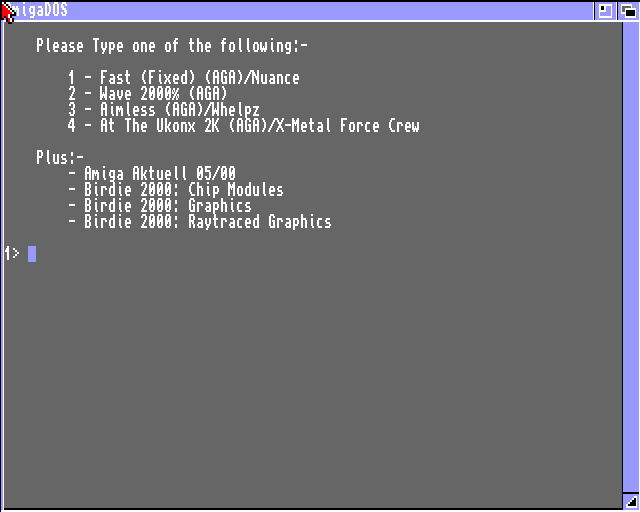 AmigaDOS
Please Type one of the following:-
1 - Fast (Fixed) (AGA)/Nuance
2 - Wave 2000% (AGA)
3 - Aimless (AGA)/Whelpz
4 - At The Ukonx 2K (AGA)/X-Metal Force Crew
Plus:-
- Amiga Aktuell 05/00
- Birdie 2000: Chip Modules
- Birdie 2000: Graphics
- Birdie 2000: Raytraced Graphics
1>